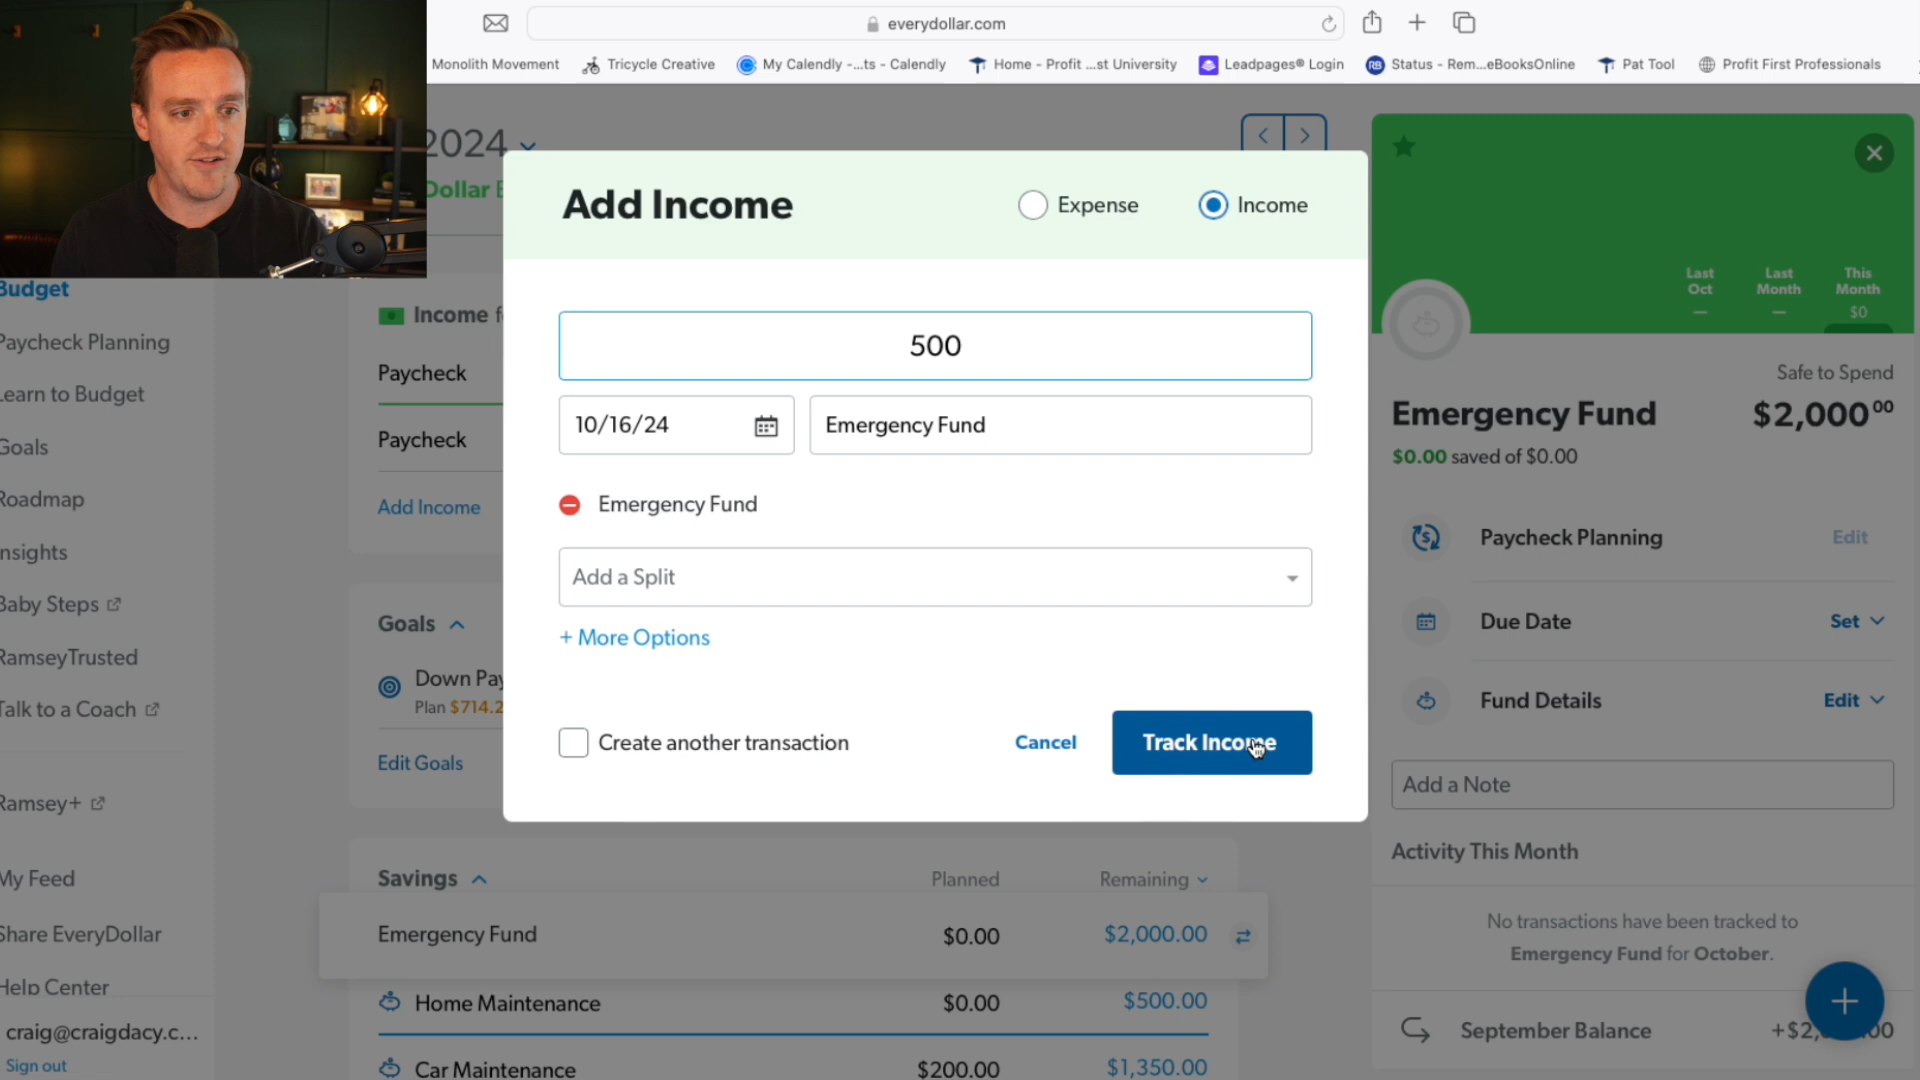 everydollar.com
Monolith Movement
Tricycle Creative
My Calendly -...ts - Calendly
Home - Profit ...st University
Leadpages® Login
RB
Status - Rem...eBooksOnline
Pat Tool
Profit First Professionals
2024
Dollar
Add Income
Expense
Income
500
10/16/24
Emergency Fund
Emergency Fund
Add a Split
+ More Options
Create another transaction
Cancel
Track Income
Budget
Paycheck Planning
Learn to Budget
Goals
Roadmap
Insights
Baby Steps
RamseyTrusted
Talk to a Coach
Ramsey+
My Feed
Share EveryDollar
Help Center
craig@craigdacy.c...
Sign out
Income
Paycheck
Paycheck
Add Income
Goals
Down Pay
Plan $714.2
Edit Goals
Savings
Planned
Remaining
Emergency Fund
$0.00
$2,000.00
Home Maintenance
$0.00
$500.00
Car Maintenance
$200.00
$1,350.00
Last Oct
Last Month
This Month
—
—
$0
Safe to Spend
Emergency Fund
$2,000 00
$0.00 saved of $0.00
Paycheck Planning
Edit
Due Date
Set
Fund Details
Edit
Add a Note
Activity This Month
No transactions have been tracked to
Emergency Fund for October.
September Balance
+$2,